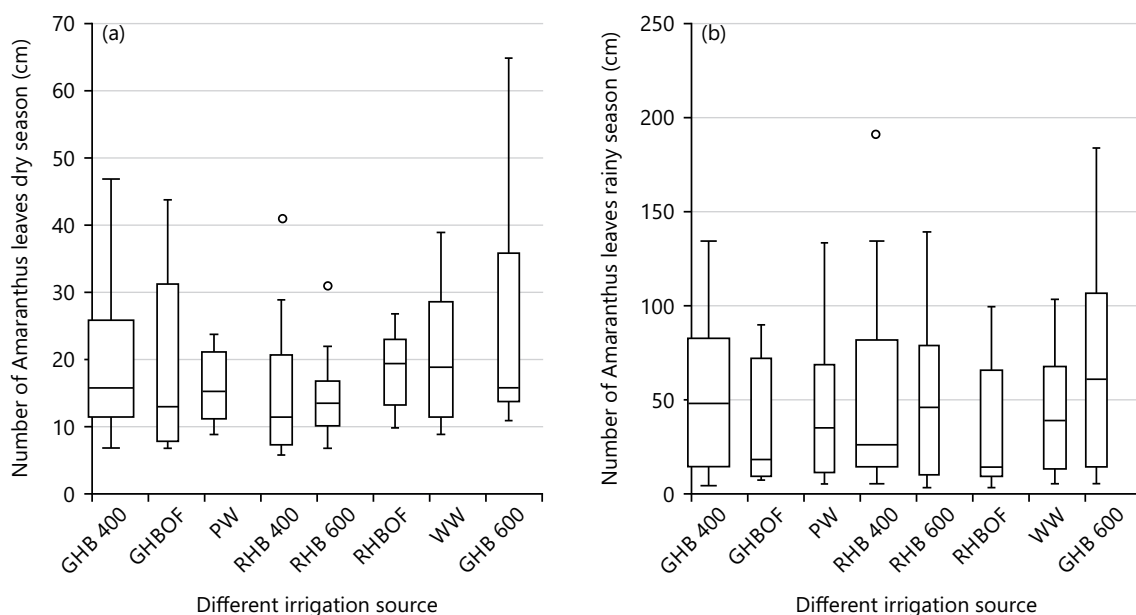 (a)
Number of Amaranthus leaves dry season (cm)
70
60
50
40
30
20
10
0
GHB 400
GHBOF
PW
RHB 400
RHB 600
RHBOF
WW
GHB 600
Different irrigation source
(b)
Number of Amaranthus leaves rainy season (cm)
250
200
150
100
50
0
GHB 400
GHBOF
PW
RHB 400
RHB 600
RHBOF
WW
GHB 600
Different irrigation source